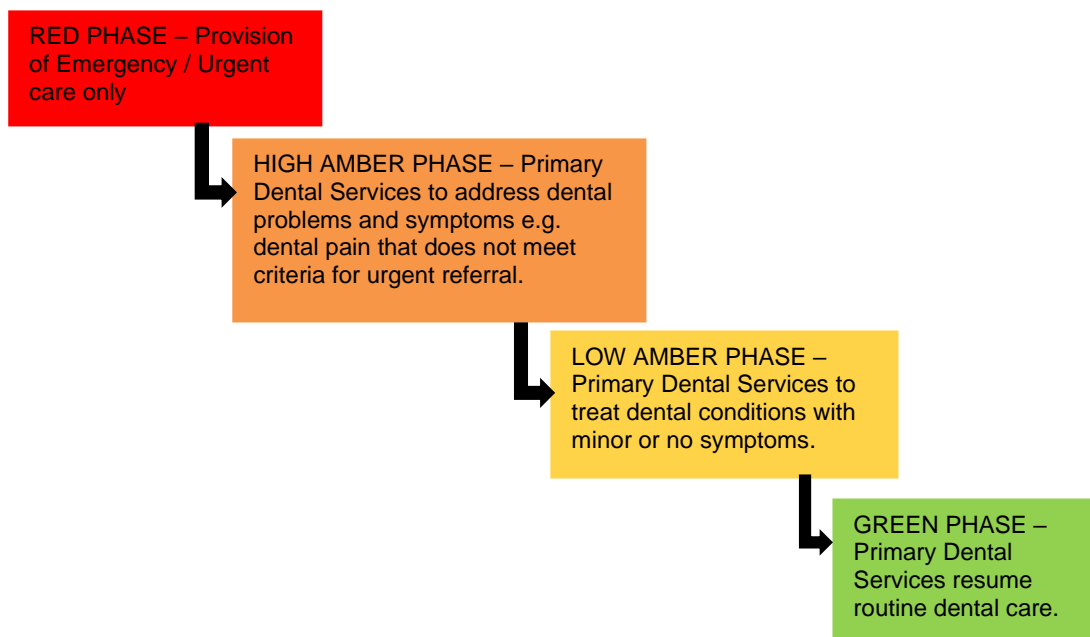 RED PHASE – Provision
of Emergency / Urgent
care only
HIGH AMBER PHASE – Primary
Dental Services to address dental
problems and symptoms e.g.
dental pain that does not meet
criteria for urgent referral.
LOW AMBER PHASE –
Primary Dental Services to
treat dental conditions with
minor or no symptoms.
GREEN PHASE –
Primary Dental
Services resume
routine dental care.